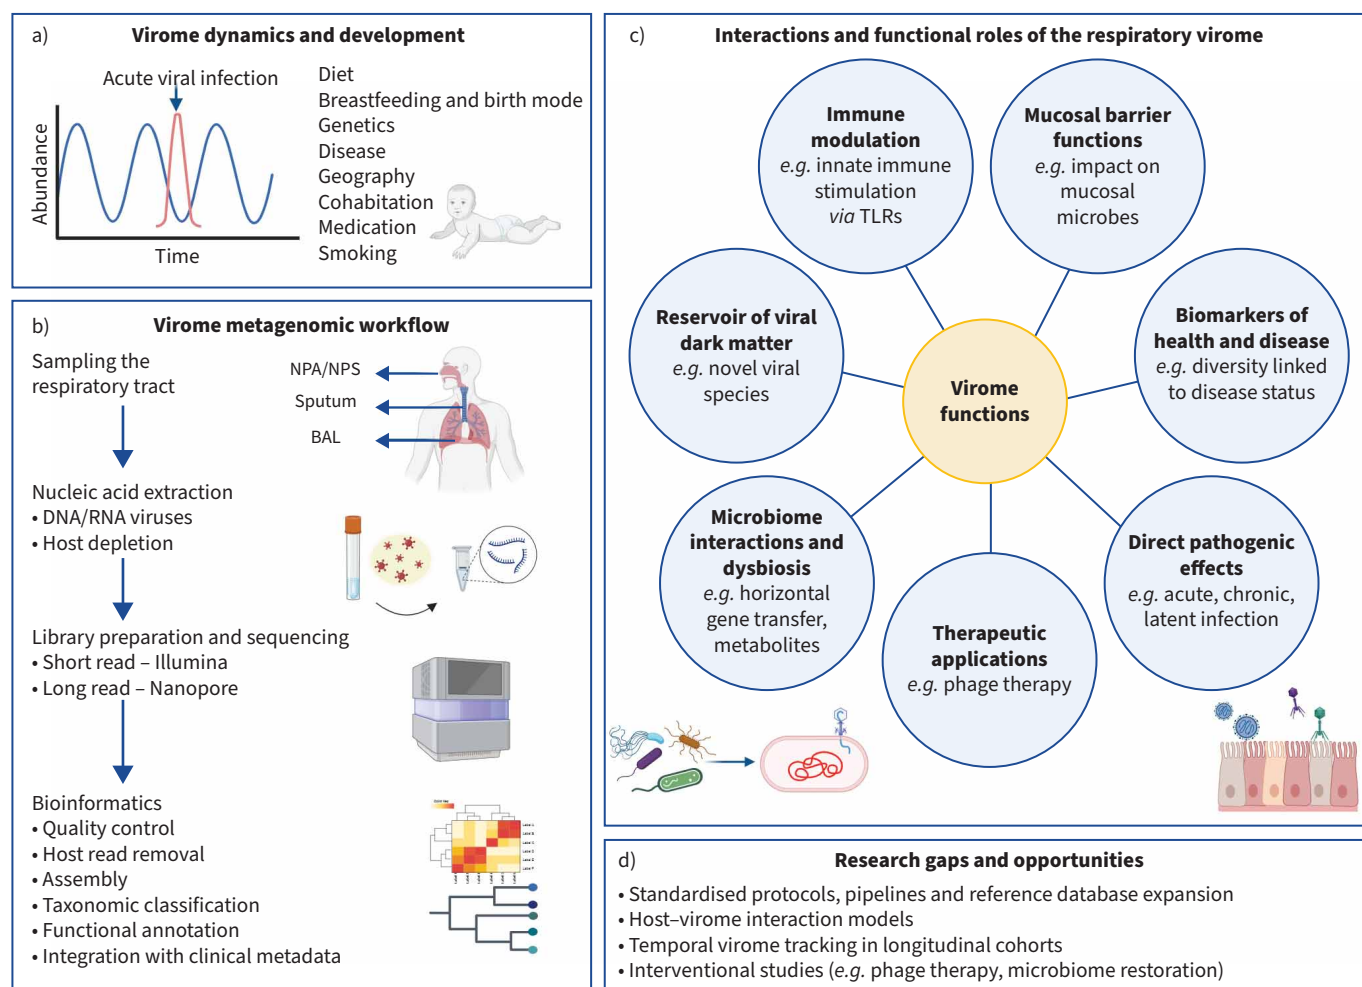 a) Virome dynamics and development
Acute viral infection
Abundance
Time
Diet
Breastfeeding and birth mode
Genetics
Disease
Geography
Cohabitation
Medication
Smoking
b) Virome metagenomic workflow
Sampling the
respiratory tract
NPA/NPS
Sputum
BAL
Nucleic acid extraction
• DNA/RNA viruses
• Host depletion
Library preparation and sequencing
• Short read – Illumina
• Long read – Nanopore
Bioinformatics
• Quality control
• Host read removal
• Assembly
• Taxonomic classification
• Functional annotation
• Integration with clinical metadata
c) Interactions and functional roles of the respiratory virome
Immune
modulation
e.g. innate immune
stimulation
via TLRs
Mucosal barrier
functions
e.g. impact on
mucosal
microbes
Reservoir of viral
dark matter
e.g. novel viral
species
Virome
functions
Biomarkers of
health and disease
e.g. diversity linked
to disease status
Microbiome
interactions and
dysbiosis
e.g. horizontal
gene transfer,
metabolites
Therapeutic
applications
e.g. phage therapy
Direct pathogenic
effects
e.g. acute, chronic,
latent infection
d) Research gaps and opportunities
• Standardised protocols, pipelines and reference database expansion
• Host–virome interaction models
• Temporal virome tracking in longitudinal cohorts
• Interventional studies (e.g. phage therapy, microbiome restoration)